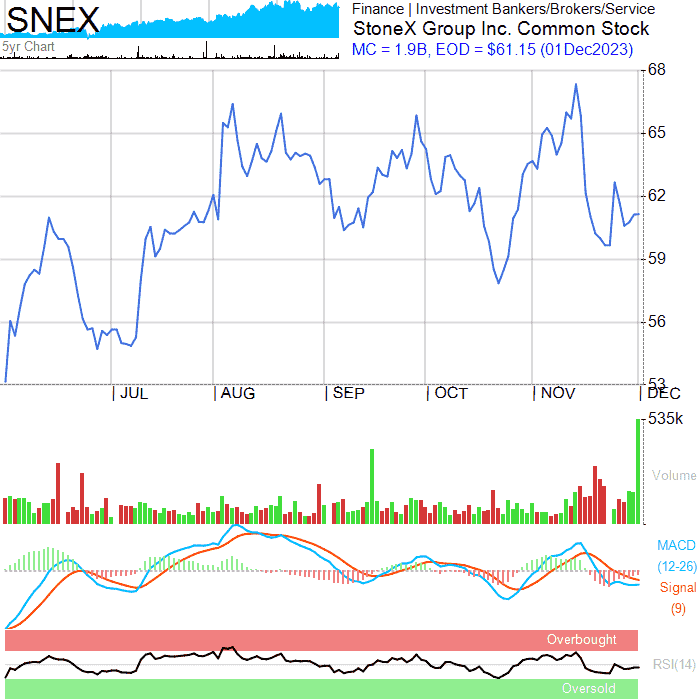 SNEX
5yr Chart
Finance | Investment Bankers/Brokers/Service
StoneX Group Inc. Common Stock
MC = 1.9B, EOD = $61.15 (01Dec2023)
68
65
62
59
56
53
JUL
AUG
SEP
OCT
NOV
DEC
535k
Volume
MACD
(12-26)
Signal
(9)
Overbought
RSI(14)
Oversold